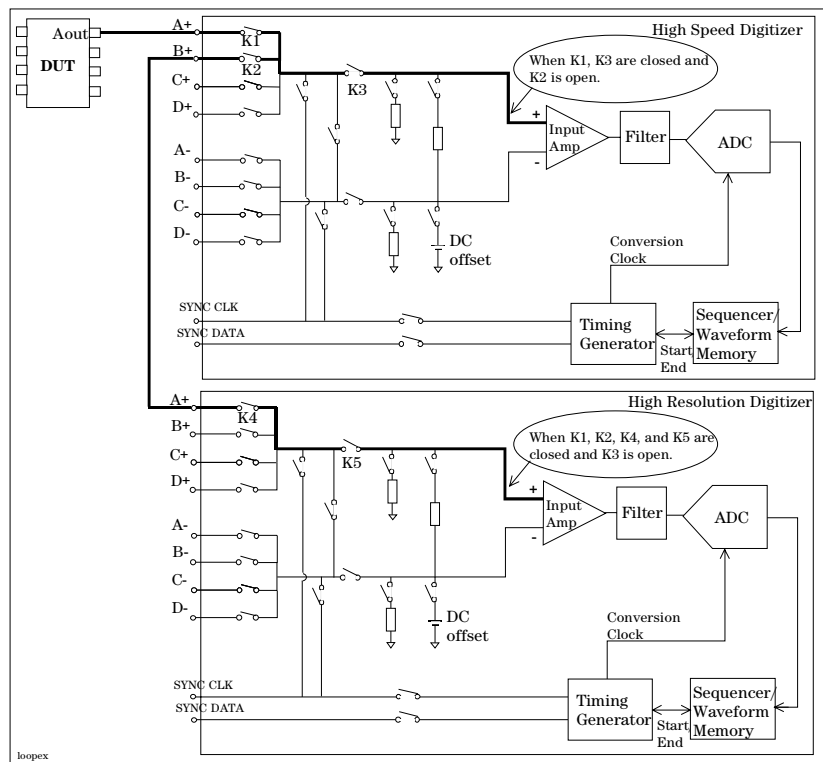 High Speed Digitizer
Aout
DUT
A+
K1
B+
K2
C+
D+
K3
When K1, K3 are closed and
K2 is open.
+
-
Input
Amp
Filter
ADC
A-
B-
C-
D-
DC
offset
Conversion
Clock
SYNC CLK
SYNC DATA
Timing
Generator
Start
End
Sequencer/
Waveform
Memory
High Resolution Digitizer
A+
K4
B+
C+
D+
K5
When K1, K2, K4, and K5 are
closed and K3 is open.
+
-
Input
Amp
Filter
ADC
A-
B-
C-
D-
DC
offset
Conversion
Clock
SYNC CLK
SYNC DATA
Timing
Generator
Start
End
Sequencer/
Waveform
Memory
loopex